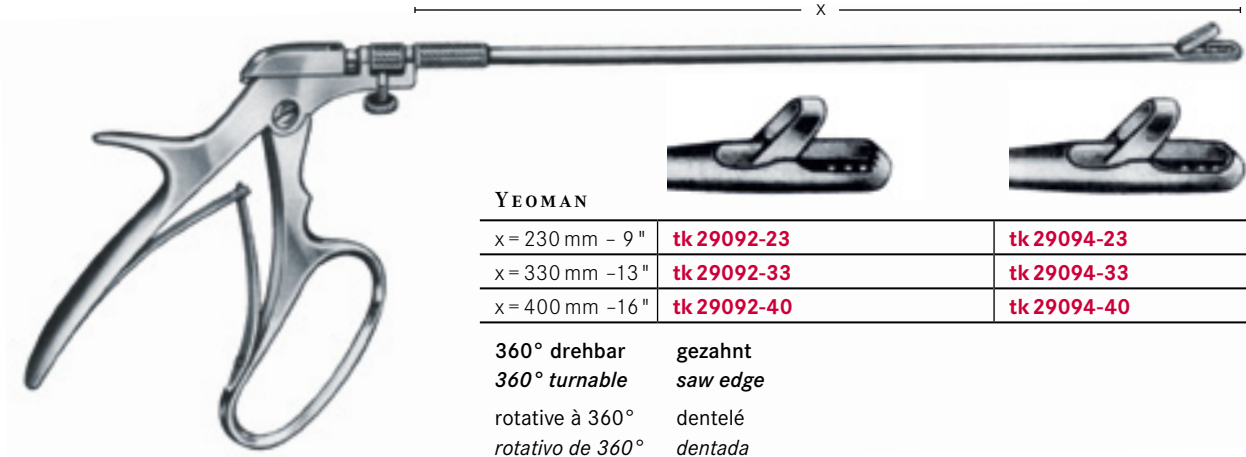 x
YEOMAN
x = 230 mm – 9 " tk 29092-23 tk 29094-23
x = 330 mm –13 " tk 29092-33 tk 29094-33
x = 400 mm –16 " tk 29092-40 tk 29094-40
360° drehbar gezahnt
360° turnable saw edge
rotative à 360° dentelé
rotativo de 360° dentada